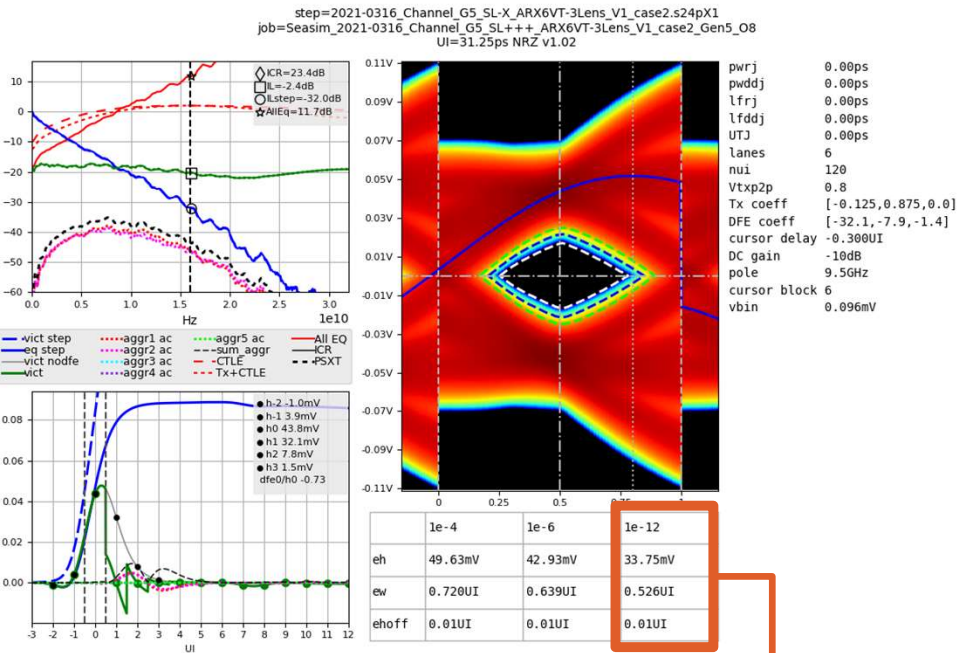 step=2021-0316_Channel_G5_SL-X_ARX6VT-3Lens_V1_case2.s24pX1
job=Seasim_2021-0316_Channel_G5_SL+++_ARX6VT-3Lens_V1_case2_Gen5_O8
UI=31.25ps NRZ v1.02
10
0
−10
−20
−30
−40
−50
−60
ICR=23.4dB
IL=-2.4dB
ILstep=-32.0dB
AllEq=11.7dB
0.0 0.5 1.0 1.5 2.0 2.5 3.0
Hz 1e10
vict step
eq step
vict nodfe
vict
aggr1 ac
aggr2 ac
aggr3 ac
aggr4 ac
aggr5 ac
sum_aggr
CTLE
Tx+CTLE
All EQ
ICR
PSXT
0.08
0.06
0.04
0.02
0.00
h-2 -1.0mV
h-1 3.9mV
h0 43.8mV
h1 32.1mV
h2 7.8mV
h3 1.5mV
dfe0/h0 -0.73
-3 -2 -1 0 1 2 3 4 5 6 7 8 9 10 11 12
UI
0.11V
0.09V
0.07V
0.05V
0.03V
0.01V
-0.01V
-0.03V
-0.05V
-0.07V
-0.09V
-0.11V
0 0.25 0.5 0.75 1
pwrj 0.00ps
pwddj 0.00ps
lfrj 0.00ps
lfddj 0.00ps
UTJ 0.00ps
lanes 6
nui 120
Vtxp2p 0.8
Tx coeff [-0.125,0.875,0.0]
DFE coeff [-32.1,-7.9,-1.4]
cursor delay -0.300UI
DC gain -10dB
pole 9.5GHz
cursor block 6
vbin 0.096mV
1e-4 1e-6 1e-12
eh 49.63mV 42.93mV 33.75mV
ew 0.720UI 0.639UI 0.526UI
ehoff 0.01UI 0.01UI 0.01UI